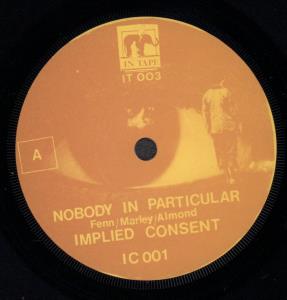 IN TAPE
IT 003
A
NOBODY IN PARTICULAR
Fenn/Marley/Almond
IMPLIED CONSENT
IC 001